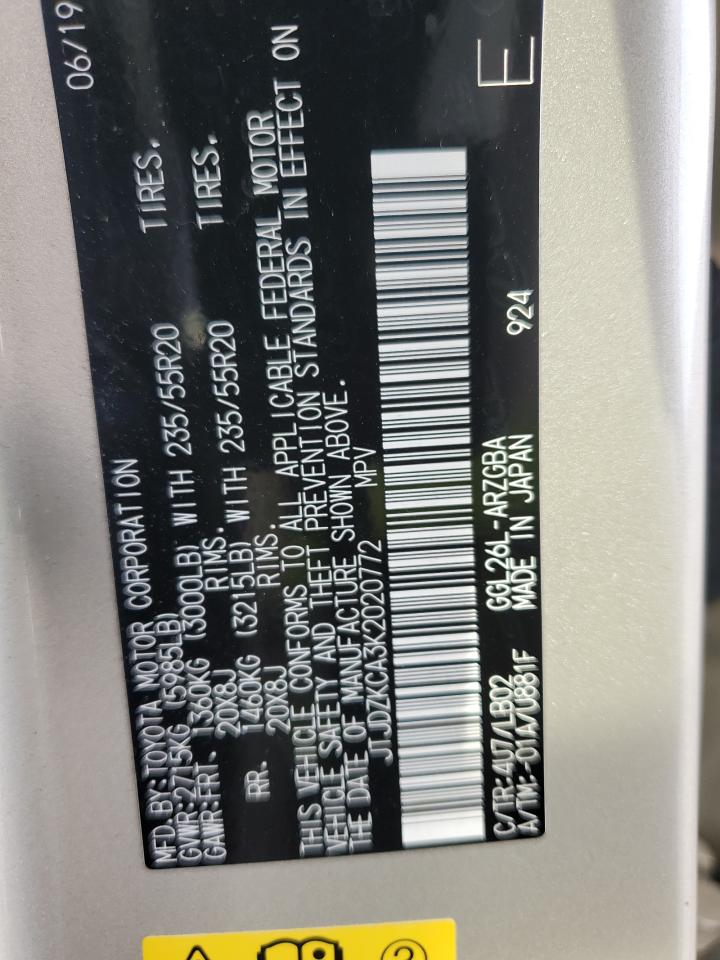 MFD.BY:TOYOTA MOTOR CORPORATION 06/19
GVWR:2715KG (5985LB)
GAWR:FRT. 1360KG (3000LB) WITH 235/55R20 TIRES.
20X8J RIMS.
RR. 1460KG (3215LB) WITH 235/55R20 TIRES.
20X8J RIMS.
THIS VEHICLE CONFORMS TO ALL APPLICABLE FEDERAL MOTOR
VEHICLE SAFETY AND THEFT PREVENTION STANDARDS IN EFFECT ON
THE DATE OF MANUFACTURE SHOWN ABOVE.
JTJDZKCA3K2020772 MPV
C/TR:4U7/LB02 GGL26L-ARZGBA
A/TM:-01A/U881F MADE IN JAPAN 924 E
?